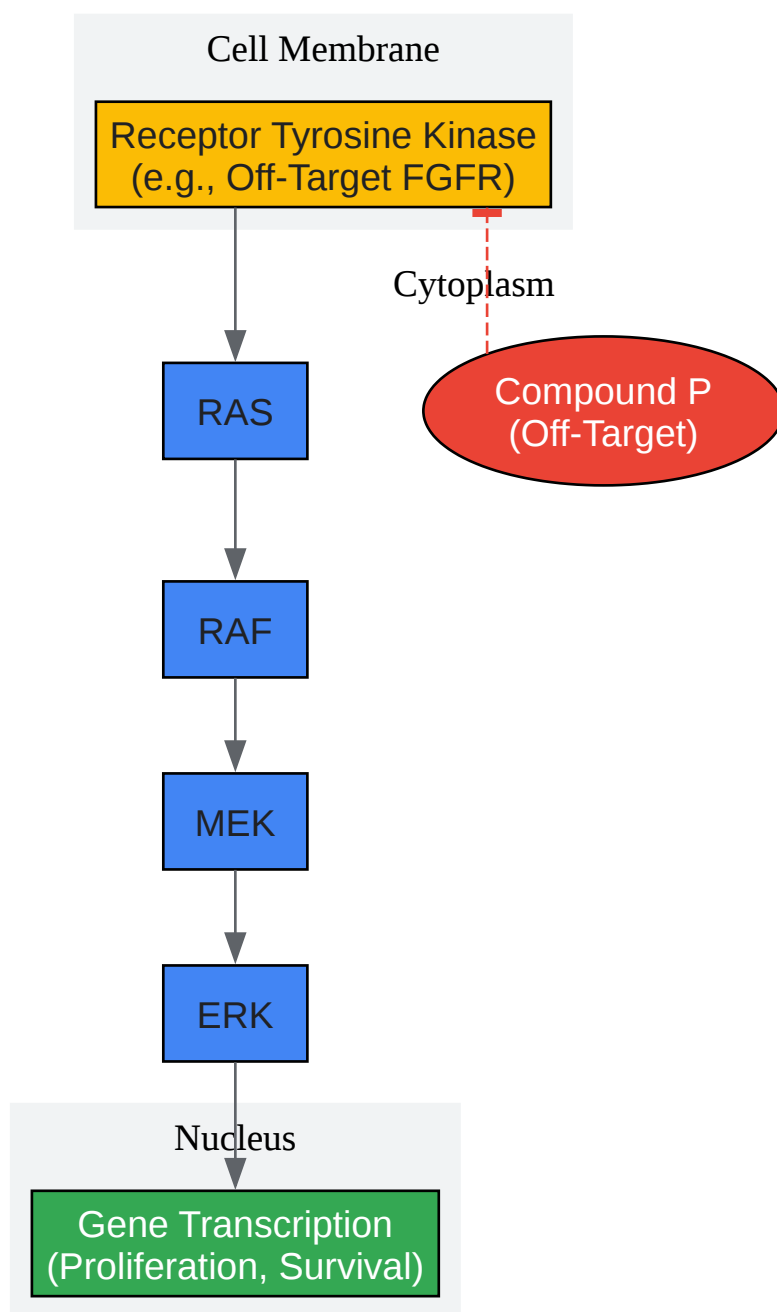 Cell Membrane
Receptor Tyrosine Kinase
(e.g., Off-Target FGFR)
Cytoplasm
RAS
Compound P
(Off-Target)
RAF
MEK
ERK
Nucleus
Gene Transcription
(Proliferation, Survival)